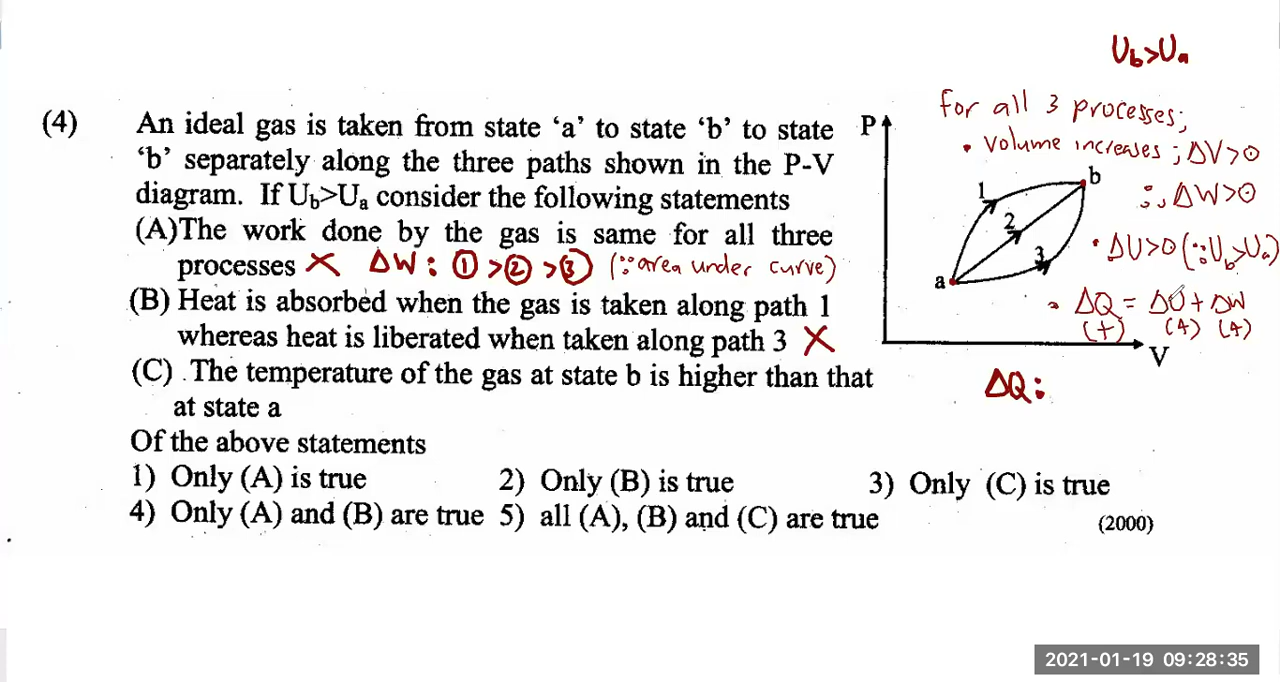 U_b>U_a
(4) An ideal gas is taken from state ‘a’ to state ‘b’ to state
‘b’ separately along the three paths shown in the P-V
diagram. If U_b>U_a consider the following statements
(A)The work done by the gas is same for all three
processes ✗ ΔW : ① >② >③ (∵ area under curve)
(B) Heat is absorbed when the gas is taken along path 1
whereas heat is liberated when taken along path 3 ✗
(C) .The temperature of the gas at state b is higher than that
at state a
Of the above statements
1) Only (A) is true 2) Only (B) is true 3) Only (C) is true
4) Only (A) and (B) are true 5) all (A), (B) and (C) are true
(2000)
P
for all 3 processes;
• volume increases ; ΔV>0
∴, ΔW>0
b
1
2
3
a
• ΔU>0 (∵U_b>U_a)
• ΔQ = ΔU + ΔW
(+) (+) (+)
V
ΔQ:
2021-01-19 09:28:35